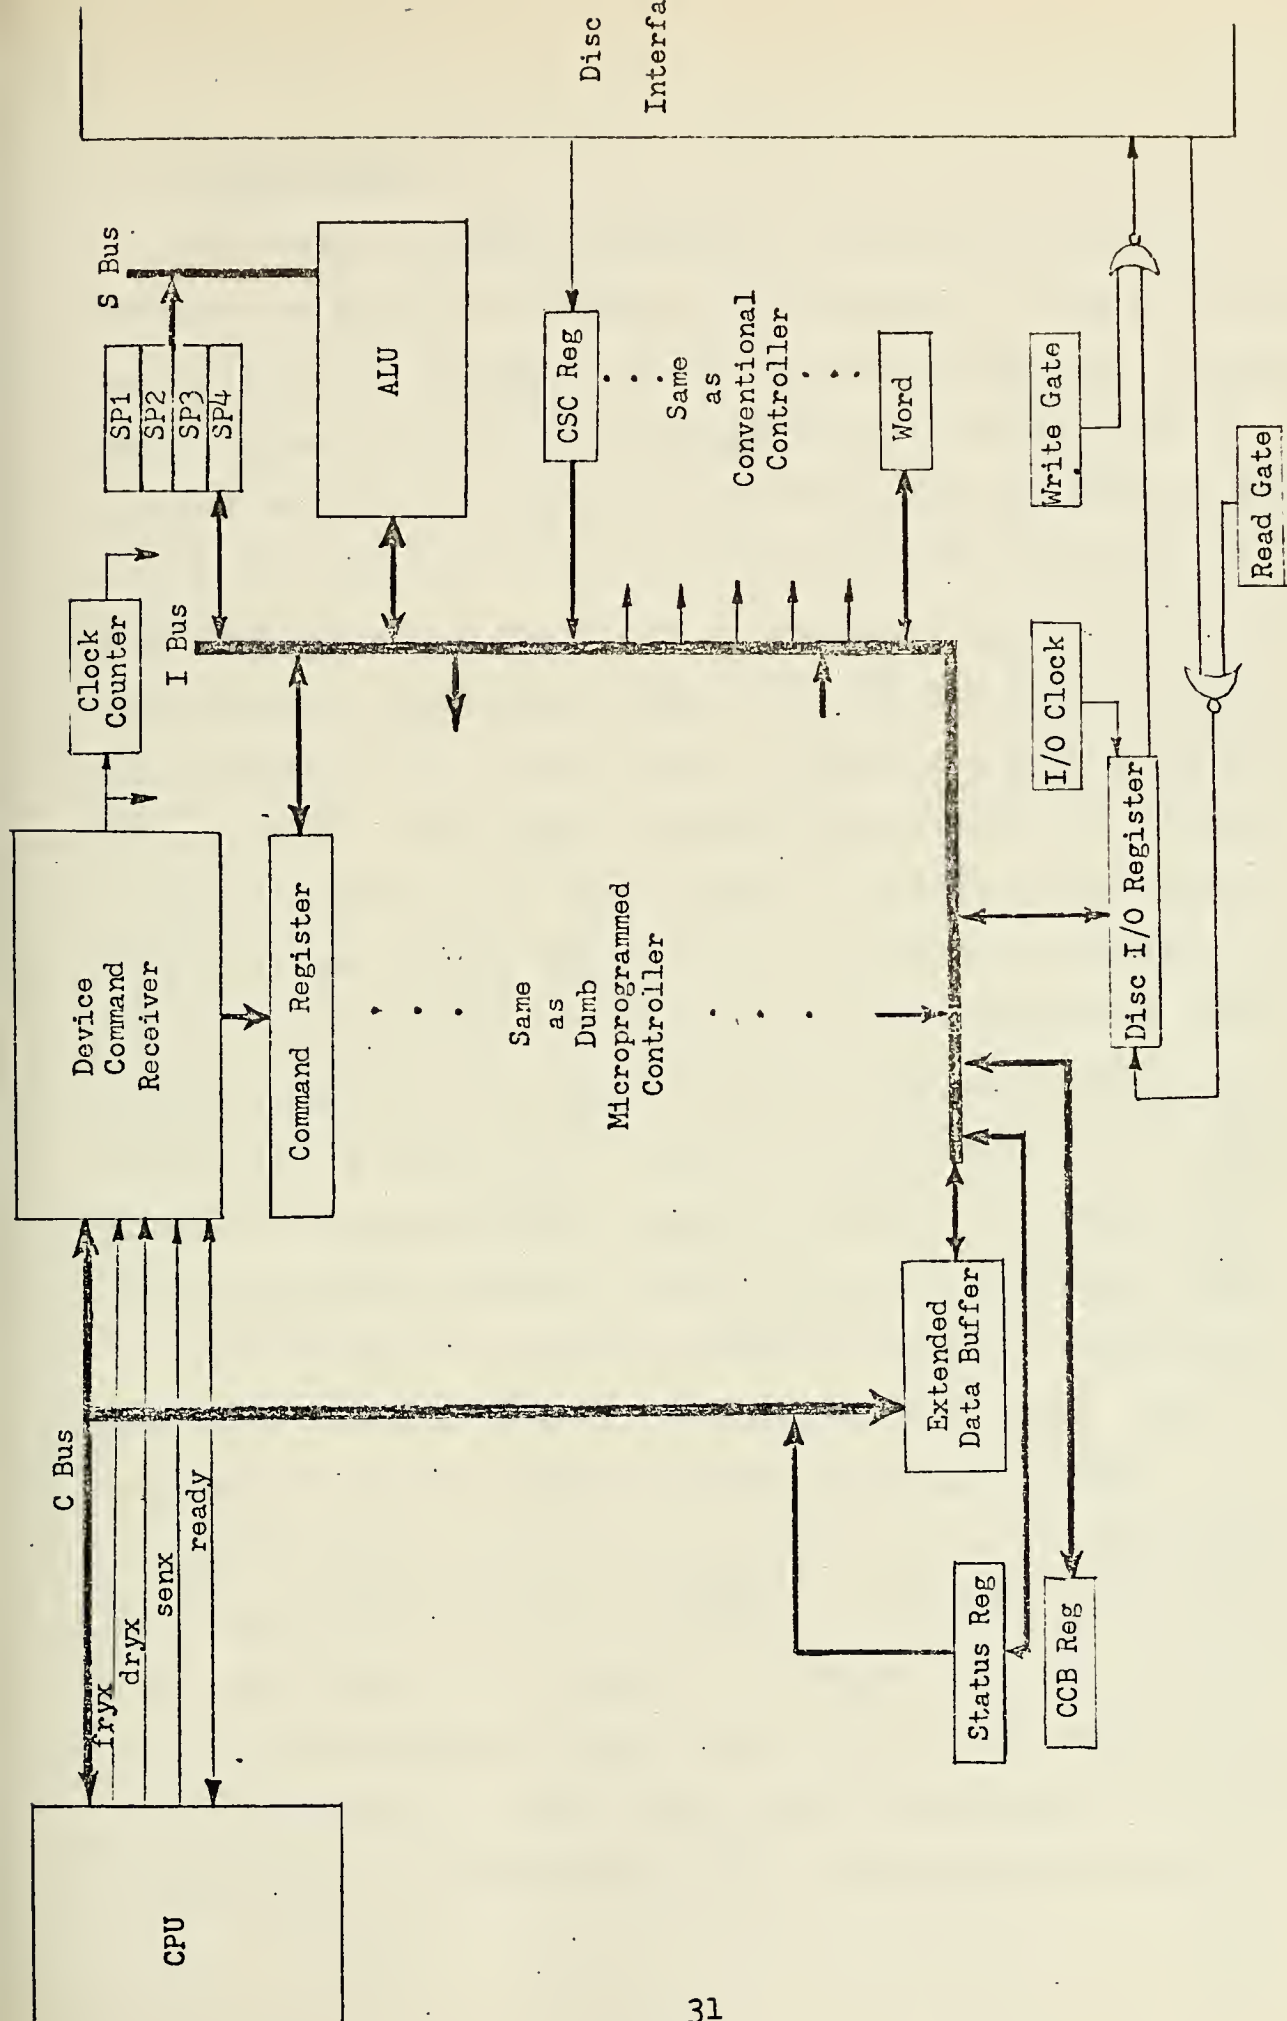 CPU
C Bus
fryx
dryx
senx
ready
Device
Command
Receiver
Clock
Counter
Command Register
I Bus
S Bus
SP1
SP2
SP3
SP4
ALU
Disc
Interfa
CSC Reg
Same
as
Conventional
Controller
Word
Same
as
Dumb
Microprogrammed
Controller
Extended
Data Buffer
Status Reg
CCB Reg
I/O Clock
Disc I/O Register
Write Gate
Read Gate
31